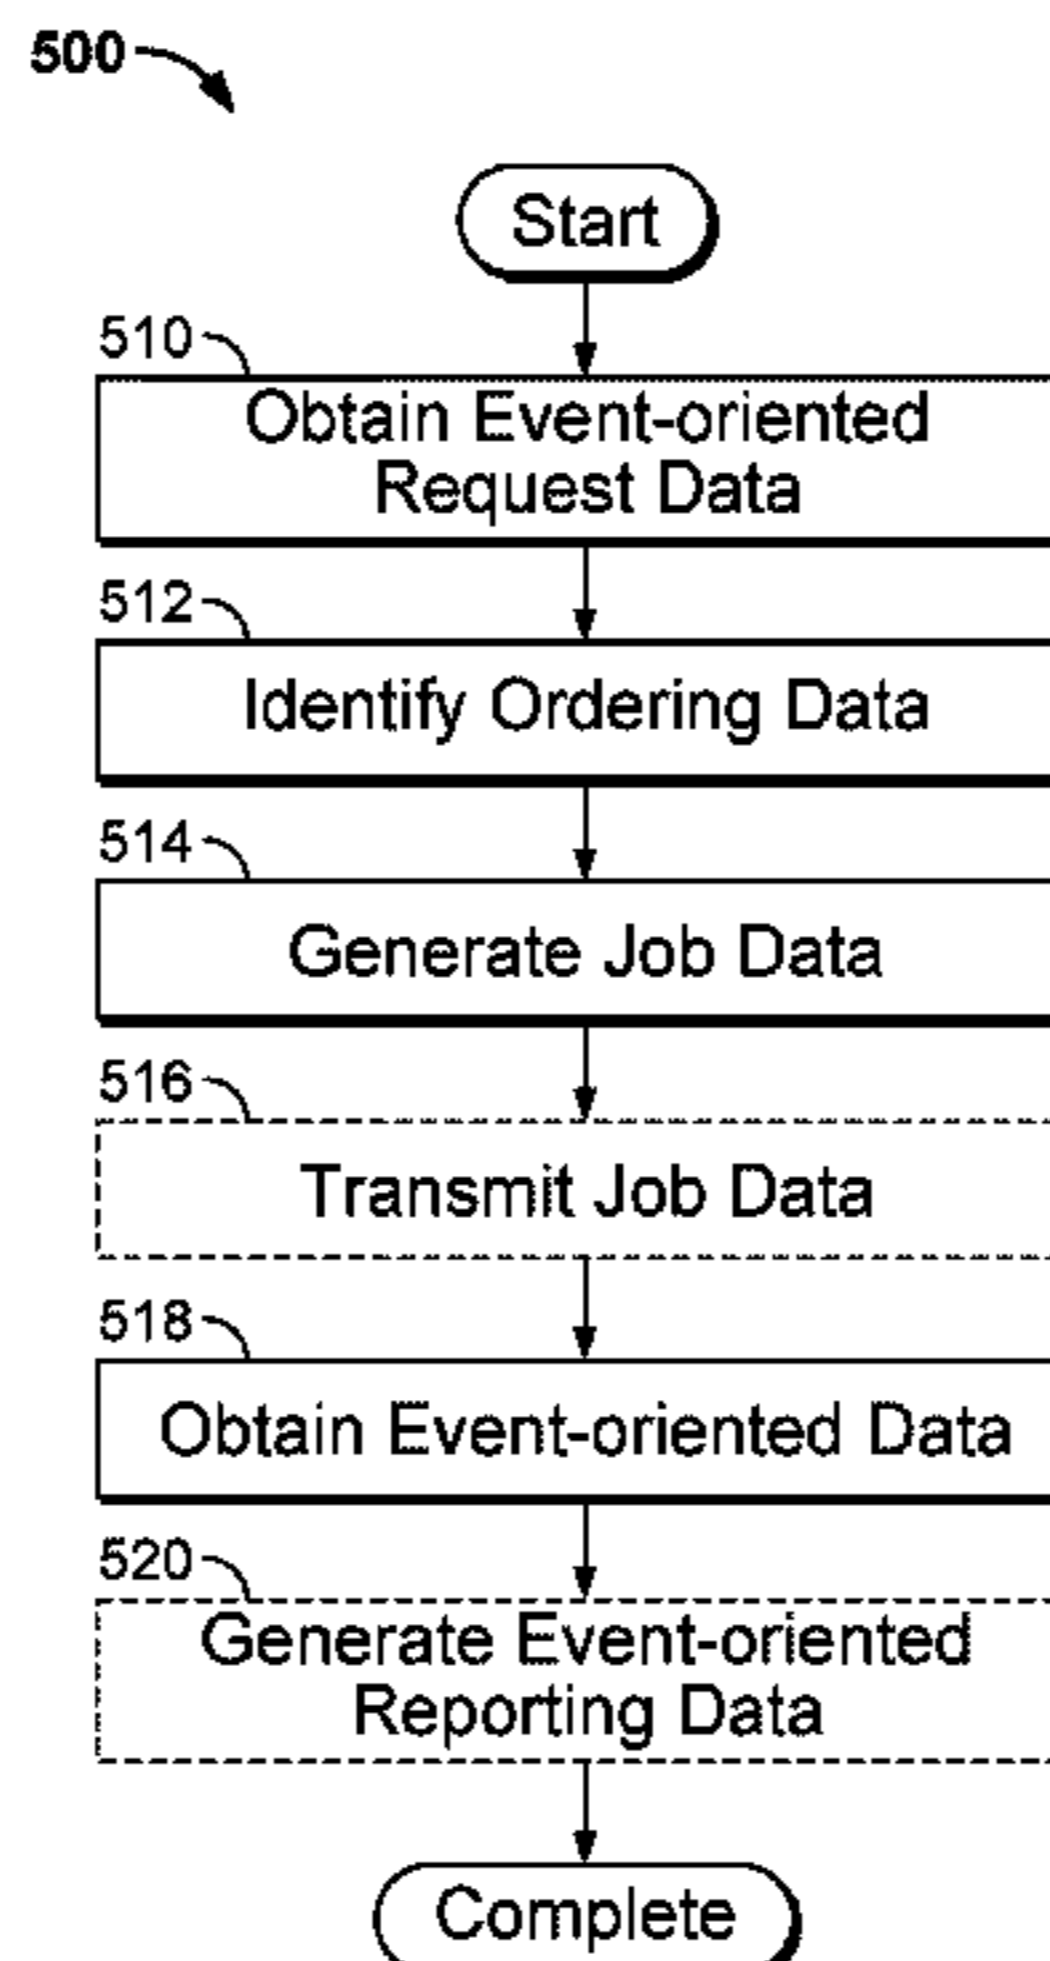 500
Start
510
Obtain Event-oriented
Request Data
512
Identify Ordering Data
514
Generate Job Data
516
Transmit Job Data
518
Obtain Event-oriented Data
520
Generate Event-oriented
Reporting Data
Complete